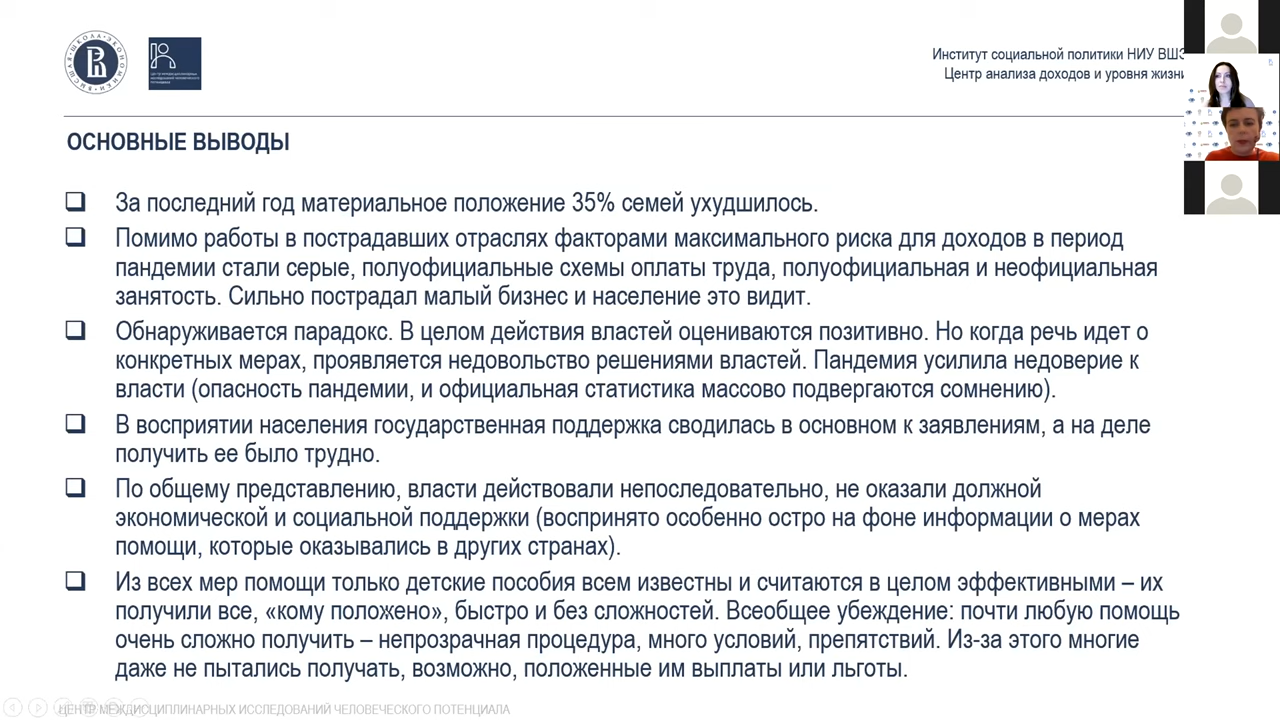 Институт социальной политики НИУ ВШЭ
Центр анализа доходов и уровня жизни
ОСНОВНЫЕ ВЫВОДЫ
За последний год материальное положение 35% семей ухудшилось.
Помимо работы в пострадавших отраслях факторами максимального риска для доходов в период
пандемии стали серые, полуофициальные схемы оплаты труда, полуофициальная и неофициальная
занятость. Сильно пострадал малый бизнес и население это видит.
Обнаруживается парадокс. В целом действия властей оцениваются позитивно. Но когда речь идет о
конкретных мерах, проявляется недовольство решениями властей. Пандемия усилила недоверие к
власти (опасность пандемии, и официальная статистика массово подвергаются сомнению).
В восприятии населения государственная поддержка сводилась в основном к заявлениям, а на деле
получить ее было трудно.
По общему представлению, власти действовали непоследовательно, не оказали должной
экономической и социальной поддержки (воспринято особенно остро на фоне информации о мерах
помощи, которые оказывались в других странах).
Из всех мер помощи только детские пособия всем известны и считаются в целом эффективными – их
получили все, «кому положено», быстро и без сложностей. Всеобщее убеждение: почти любую помощь
очень сложно получить – непрозрачная процедура, много условий, препятствий. Из-за этого многие
даже не пытались получать, возможно, положенные им выплаты или льготы.
ЦЕНТР МЕЖДИСЦИПЛИНАРНЫХ ИССЛЕДОВАНИЙ ЧЕЛОВЕЧЕСКОГО ПОТЕНЦИАЛА